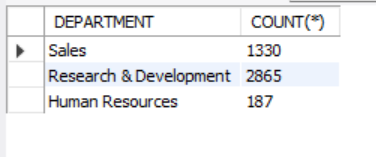 DEPARTMENT COUNT(*)
Sales 1330
Research & Development 2865
Human Resources 187